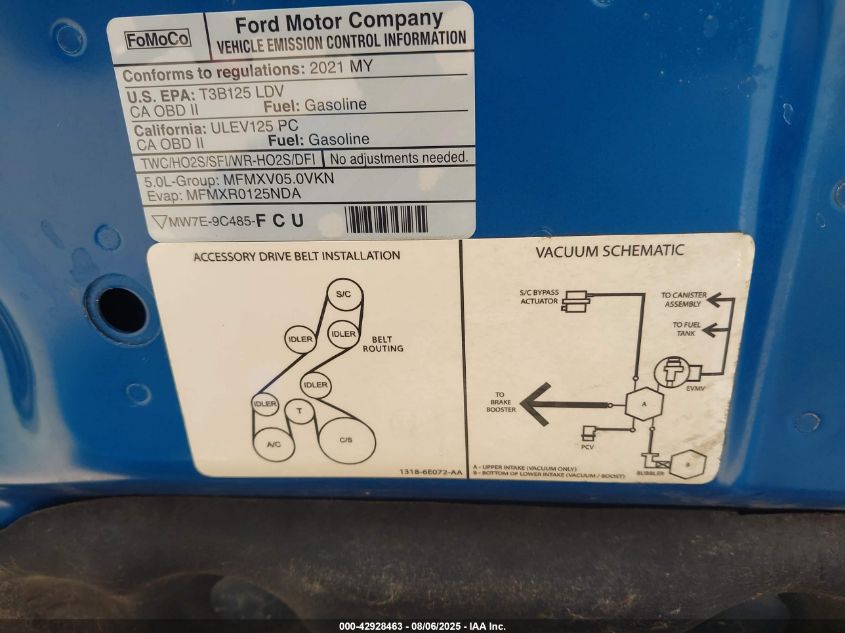 FoMoCo
Ford Motor Company
VEHICLE EMISSION CONTROL INFORMATION
Conforms to regulations: 2021 MY
U.S. EPA: T3B125 LDV
CA OBD II Fuel: Gasoline
California: ULEV125 PC
CA OBD II Fuel: Gasoline
TWC/HO2S/SFI/WR-HO2S/DFI No adjustments needed.
5.0L-Group: MFMXV05.0VKN
Evap: MFMXR0125NDA
MW7E-9C485-FCU
ACCESSORY DRIVE BELT INSTALLATION
S/C
IDLER
IDLER
BELT
ROUTING
IDLER
IDLER
T
A/C
C/S
1318-6E072-AA
VACUUM SCHEMATIC
S/C BYPASS
ACTUATOR
TO CANISTER
ASSEMBLY
TO FUEL
TANK
EVMV
TO
BRAKE
BOOSTER
A
PCV
BUBBLER
B
A - UPPER INTAKE (VACUUM ONLY)
B - BOTTOM OF LOWER INTAKE (VACUUM / BOOST)
000-42928463 - 08/06/2025 - IAA Inc.